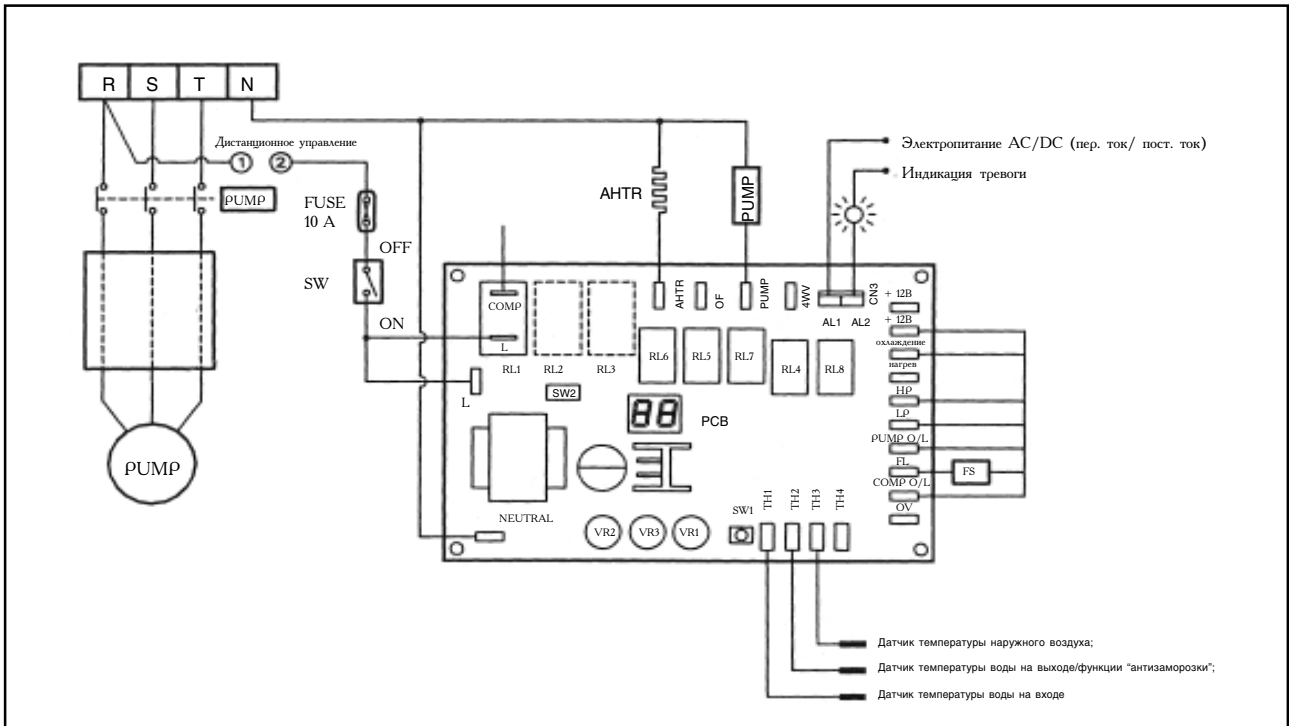 R S T N
Дистанционное управление
1 2
PUMP
FUSE
10 A
OFF
SW
ON
PUMP
AHTR
PUMP
Электропитание AC/DC (пер. ток/ пост. ток)
Индикация тревоги
COMP
L
RL1
RL2
RL3
AHTR
OF
PUMP
4WV
AL1
AL2
CN3
RL6
RL5
RL7
RL4
RL8
L
SW2
88
PCB
+ 12В
+ 12В
охлаждение
нагрев
HP
LP
PUMP O/L
FL
FS
COMP O/L
OV
NEUTRAL
VR2
VR3
VR1
SW1
TH1
TH2
TH3
TH4
Датчик температуры наружного воздуха;
Датчик температуры воды на выходе/функции "антизаморозки";
Датчик температуры воды на входе